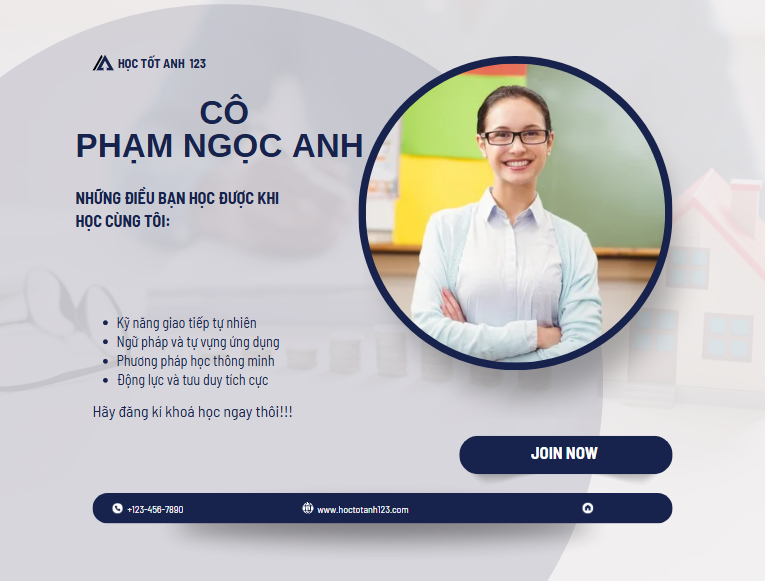 HỌC TỐT ANH 123
CÔ
PHẠM NGỌC ANH
NHỮNG ĐIỀU BẠN HỌC ĐƯỢC KHI
HỌC CÙNG TÔI:
Kỹ năng giao tiếp tự nhiên
Ngữ pháp và tự vựng ứng dụng
Phương pháp học thông minh
Động lực và tưu duy tích cực
Hãy đăng kí khoá học ngay thôi!!!
JOIN NOW
+123-456-7890
www.hoctotanh123.com